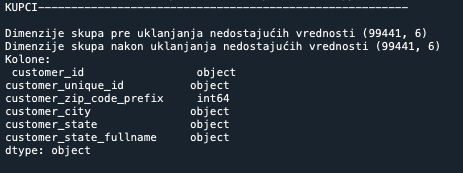 KUPCI-------------------------------------------------------
Dimenzije skupa pre uklanjanja nedostajućih vrednosti (99441, 6)
Dimenzije skupa nakon uklanjanja nedostajućih vrednosti (99441, 6)
Kolone:
 customer_id                 object
customer_unique_id          object
customer_zip_code_prefix     int64
customer_city               object
customer_state              object
customer_state_fullname     object
dtype: object